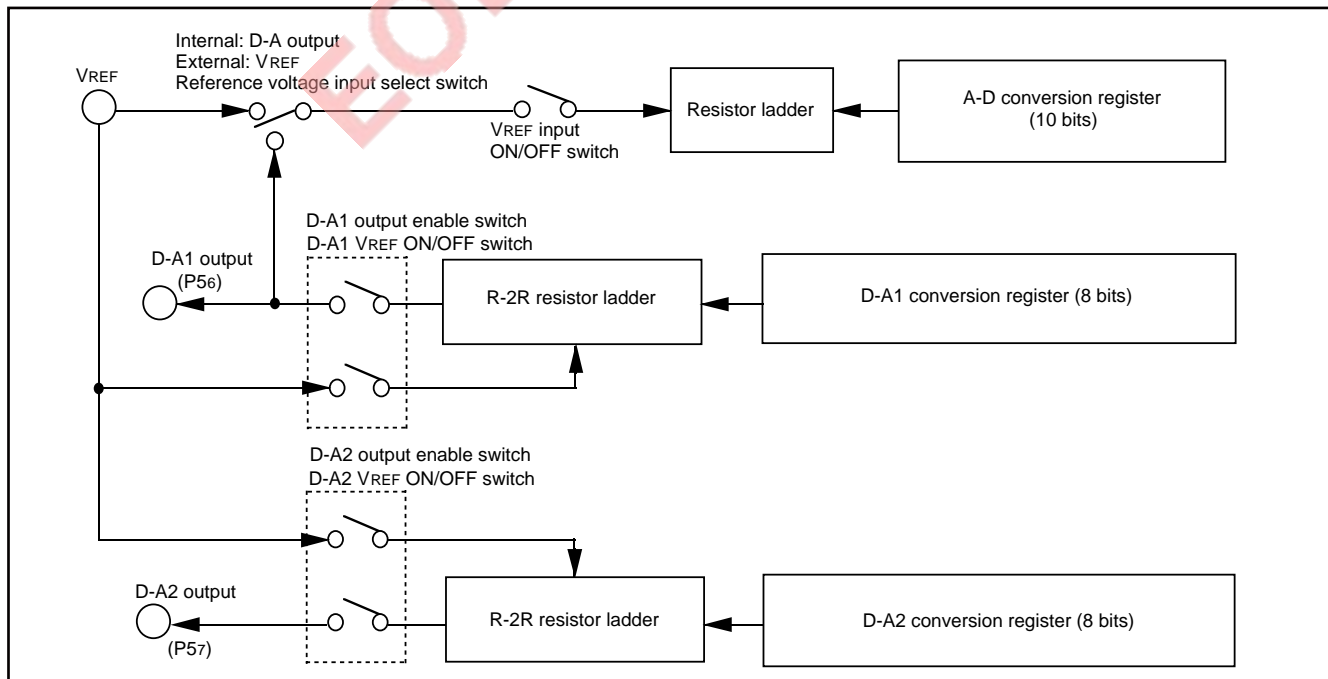 Internal: D-A output
External: VREF
Reference voltage input select switch
VREF
VREF input
ON/OFF switch
Resistor ladder
A-D conversion register
(10 bits)
D-A1 output enable switch
D-A1 VREF ON/OFF switch
D-A1 output
(P56)
R-2R resistor ladder
D-A1 conversion register (8 bits)
D-A2 output enable switch
D-A2 VREF ON/OFF switch
D-A2 output
(P57)
R-2R resistor ladder
D-A2 conversion register (8 bits)